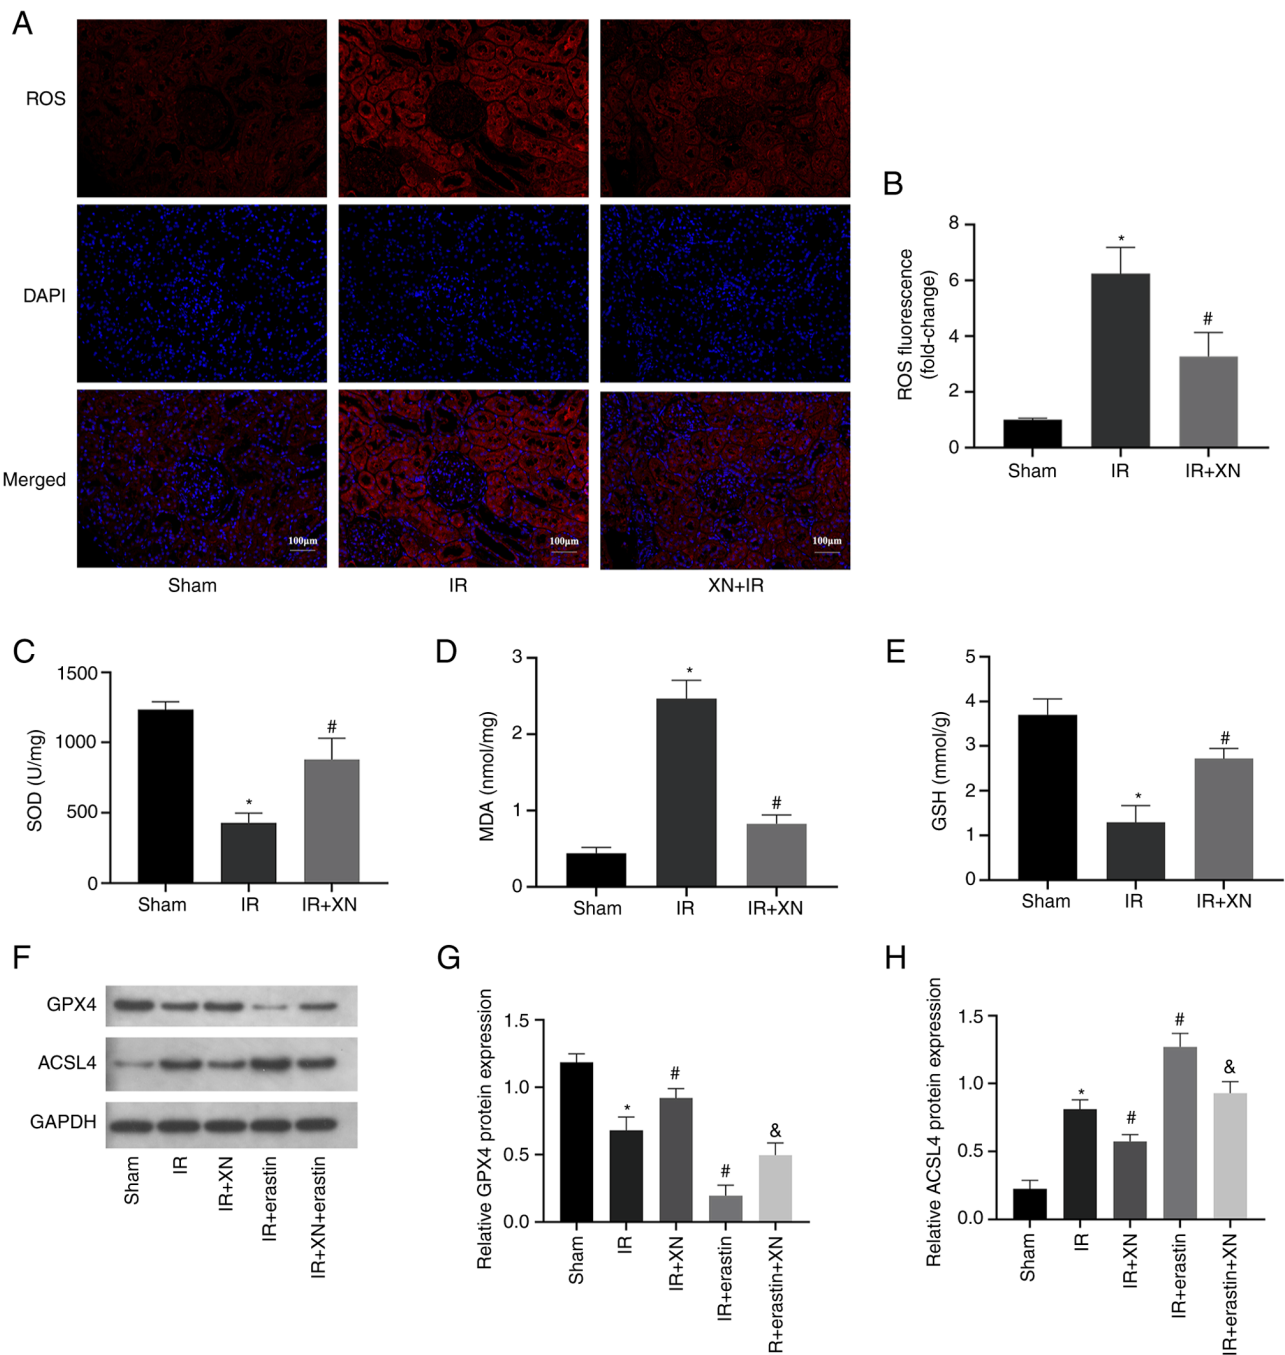 A
ROS
DAPI
Merged
100µm
100µm
100µm
Sham
IR
XN+IR
B
ROS fluorescence
(fold-change)
8
6
4
2
0
*
#
Sham
IR
IR+XN
C
SOD (U/mg)
1500
1000
500
0
*
#
Sham
IR
IR+XN
D
MDA (nmol/mg)
3
2
1
0
*
#
Sham
IR
IR+XN
E
GSH (mmol/g)
5
4
3
2
1
0
*
#
Sham
IR
IR+XN
F
GPX4
ACSL4
GAPDH
Sham
IR
IR+XN
IR+erastin
IR+XN+erastin
G
Relative GPX4 protein expression
1.5
1.0
0.5
0.0
*
#
#
&
Sham
IR
IR+XN
IR+erastin
R+erastin+XN
H
Relative ACSL4 protein expression
1.5
1.0
0.5
0.0
*
#
#
&
Sham
IR
IR+XN
IR+erastin
IR+erastin+XN